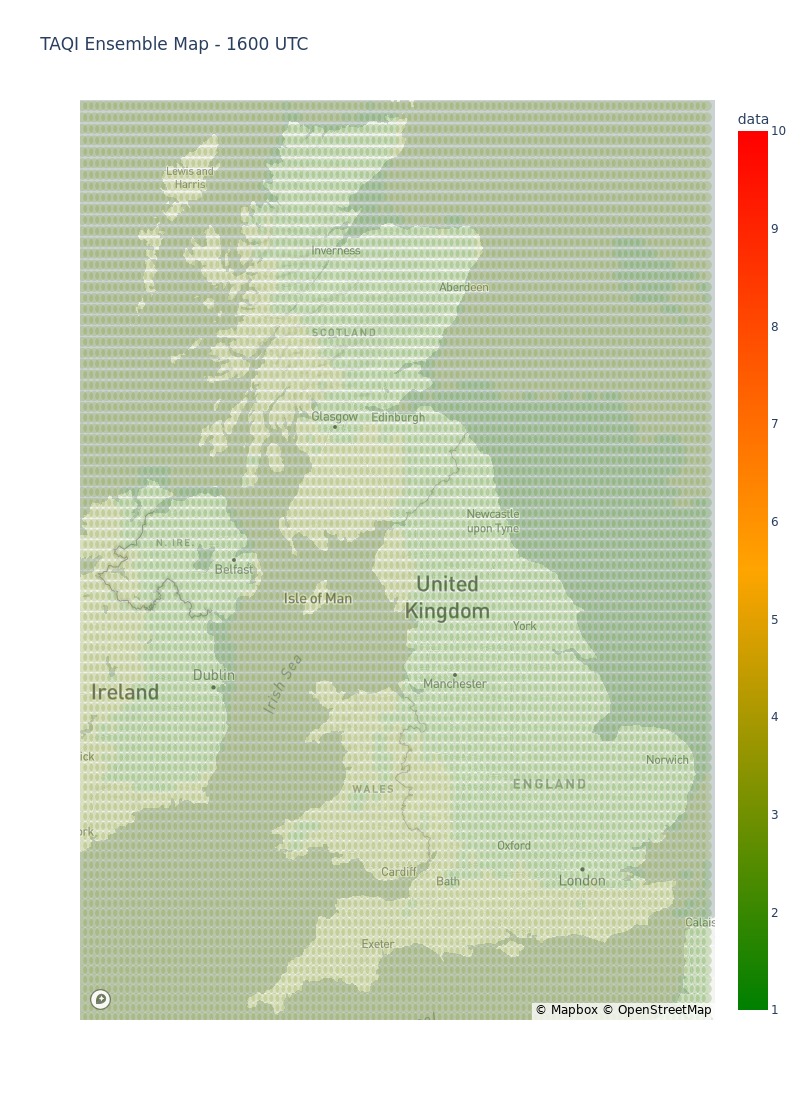 TAQI Ensemble Map - 1600 UTC
data
10
9
8
7
6
5
4
3
2
1
Lewis and
Harris
Inverness
Aberdeen
SCOTLAND
Glasgow
Edinburgh
Newcastle
upon Tyne
N. IRE.
Belfast
Isle of Man
United
Kingdom
York
Dublin
Manchester
Ireland
Irish Sea
ick
Norwich
WALES
ENGLAND
ork
Oxford
Cardiff
Bath
London
Calais
Exeter
© Mapbox © OpenStreetMap